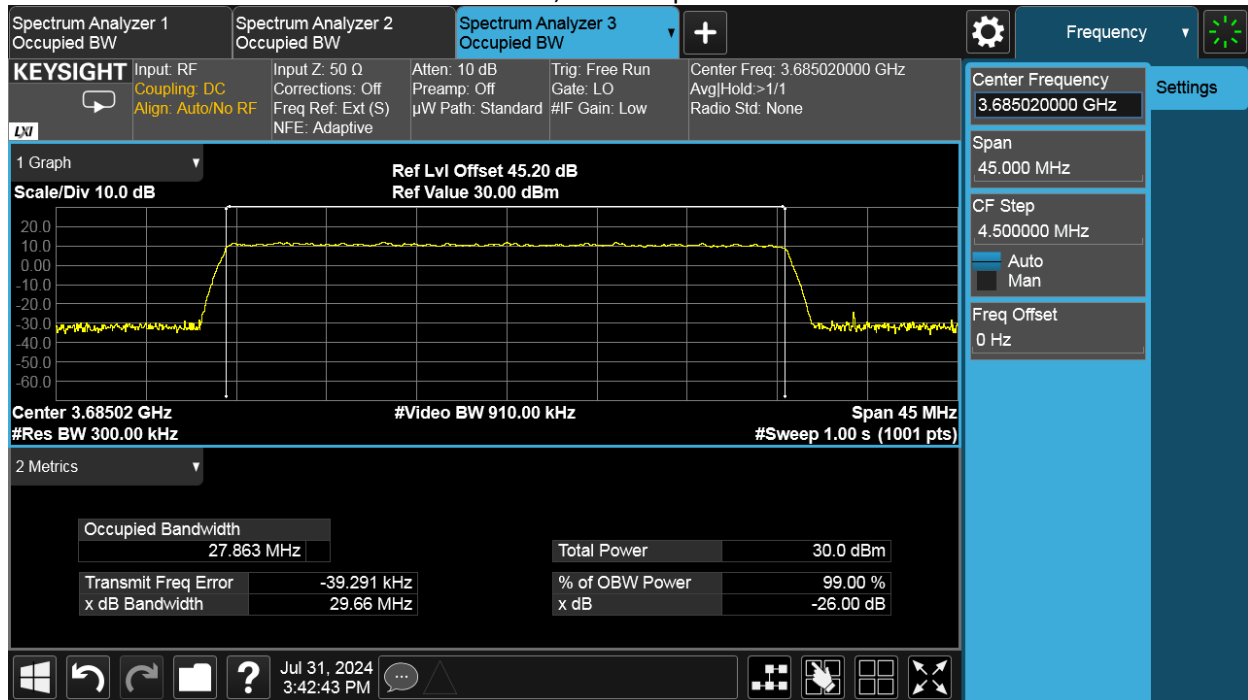 Spectrum Analyzer 1
Occupied BW
Spectrum Analyzer 2
Occupied BW
Spectrum Analyzer 3
Occupied BW
Frequency
KEYSIGHT
LXI
Input: RF
Coupling: DC
Align: Auto/No RF
Input Z: 50 Ω
Corrections: Off
Freq Ref: Ext (S)
NFE: Adaptive
Atten: 10 dB
Preamp: Off
µW Path: Standard
Trig: Free Run
Gate: LO
#IF Gain: Low
Center Freq: 3.685020000 GHz
Avg|Hold:>1/1
Radio Std: None
Center Frequency
3.685020000 GHz
Settings
Span
45.000 MHz
CF Step
4.500000 MHz
Auto
Man
Freq Offset
0 Hz
1 Graph
Ref Lvl Offset 45.20 dB
Scale/Div 10.0 dB
Ref Value 30.00 dBm
20.0
10.0
0.00
-10.0
-20.0
-30.0
-40.0
-50.0
-60.0
Center 3.68502 GHz
#Video BW 910.00 kHz
Span 45 MHz
#Res BW 300.00 kHz
#Sweep 1.00 s (1001 pts)
2 Metrics
Occupied Bandwidth
27.863 MHz
Total Power 30.0 dBm
Transmit Freq Error -39.291 kHz
% of OBW Power 99.00 %
x dB Bandwidth 29.66 MHz
x dB -26.00 dB
Jul 31, 2024
3:42:43 PM